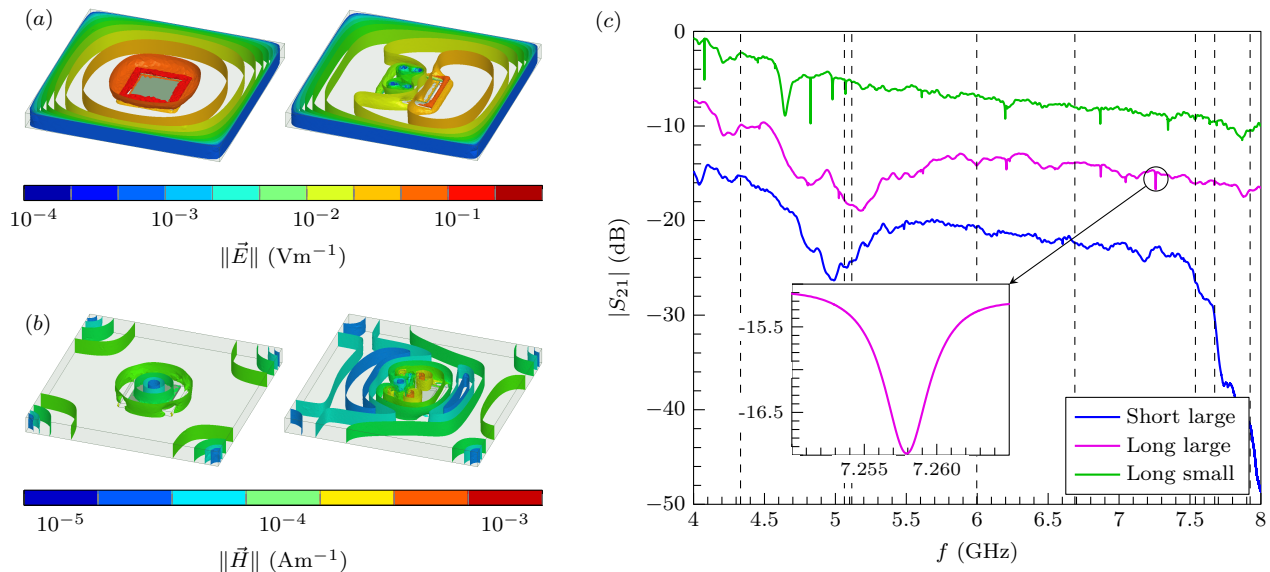 (a)
10⁻⁴ 10⁻³ 10⁻² 10⁻¹
‖E⃗‖ (Vm⁻¹)
(b)
10⁻⁵ 10⁻⁴ 10⁻³
‖H⃗‖ (Am⁻¹)
(c)
0
−10
−20
−30
−40
−50
|S₂₁| (dB)
4 4.5 5 5.5 6 6.5 7 7.5 8
f (GHz)
-15.5
-16.5
7.255 7.260
Short large
Long large
Long small